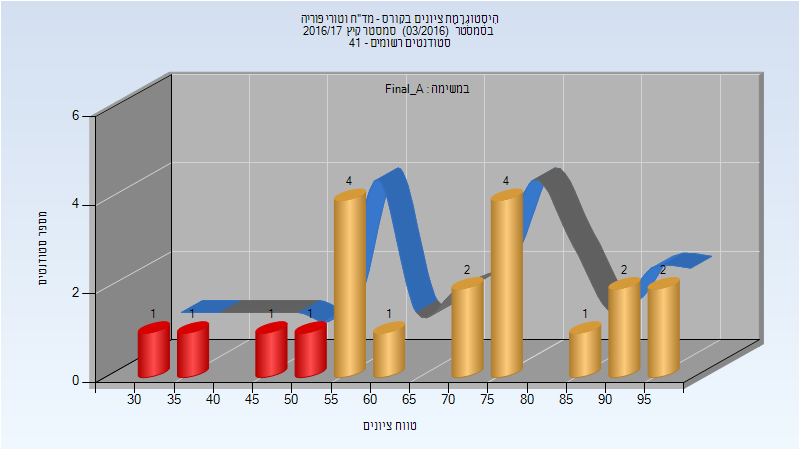 היסטוגרמת ציונים בקורס - מד"ח וטורי פוריה
בסמסטר (03/2016) סמסטר קיץ 2016/17
סטודנטים רשומים - 41
במשימה : Final_A
מספר סטודנטים
6
4
2
0
1
1
1
1
4
1
2
4
1
2
2
30 35 40 45 50 55 60 65 70 75 80 85 90 95
טווח ציונים